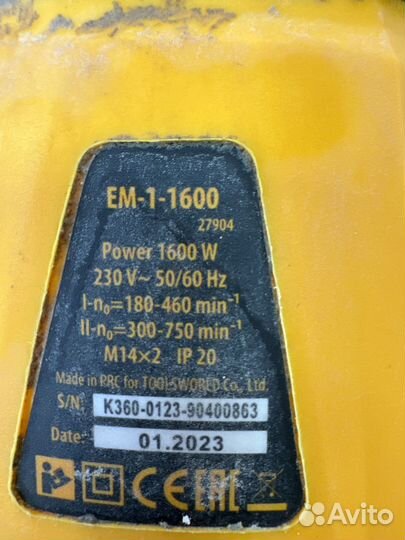 EM-1-1600
27904
Power 1600 W
230 V~ 50/60 Hz
I-n₀=180-460 min⁻¹
II-n₀=300-750 min⁻¹
M14×2 IP 20
Made in PRC for TOOLSWORLD Co., Ltd.
S/N: K360-0123-90400863
Date: 01.2023
CE EAC
Avito